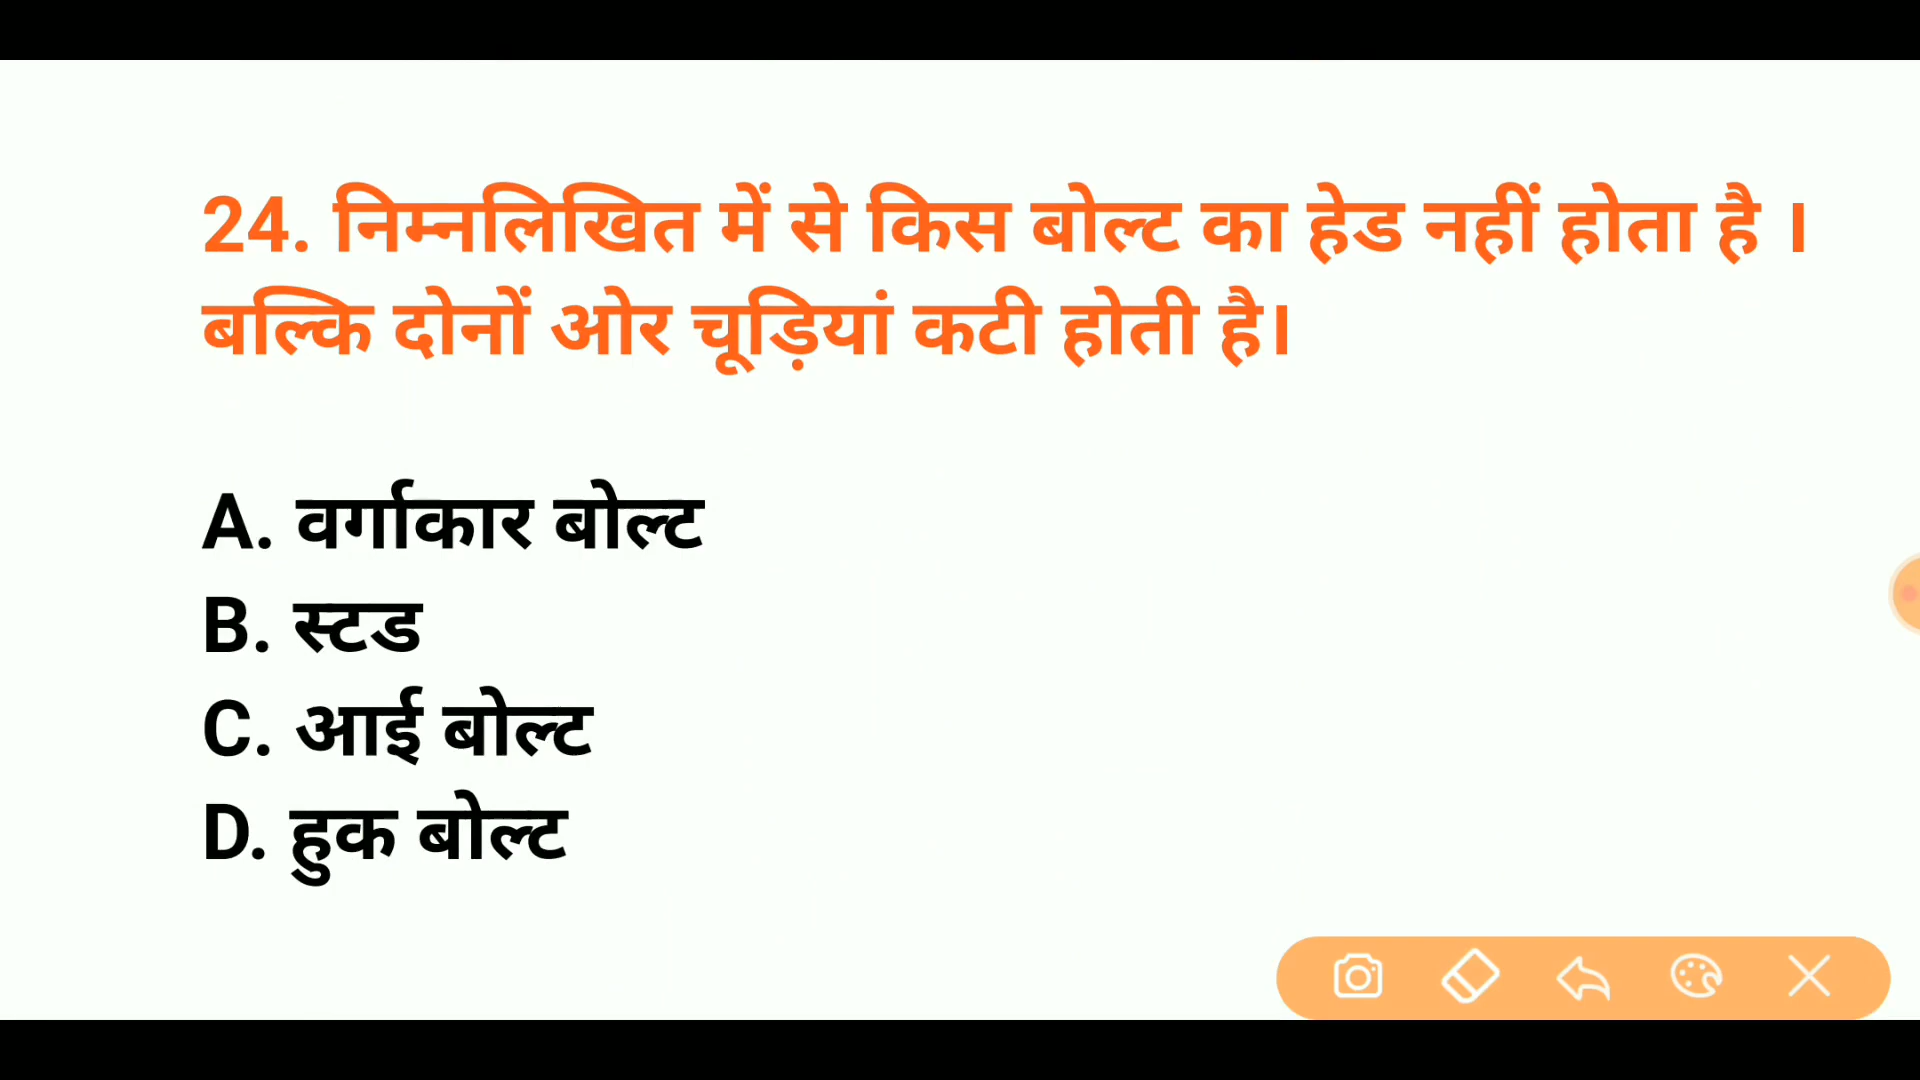 24. निम्नलिखित में से किस बोल्ट का हेड नहीं होता है ।
बल्कि दोनों ओर चूड़ियां कटी होती है।
A. वर्गाकार बोल्ट
B. स्टड
C. आई बोल्ट
D. हुक बोल्ट